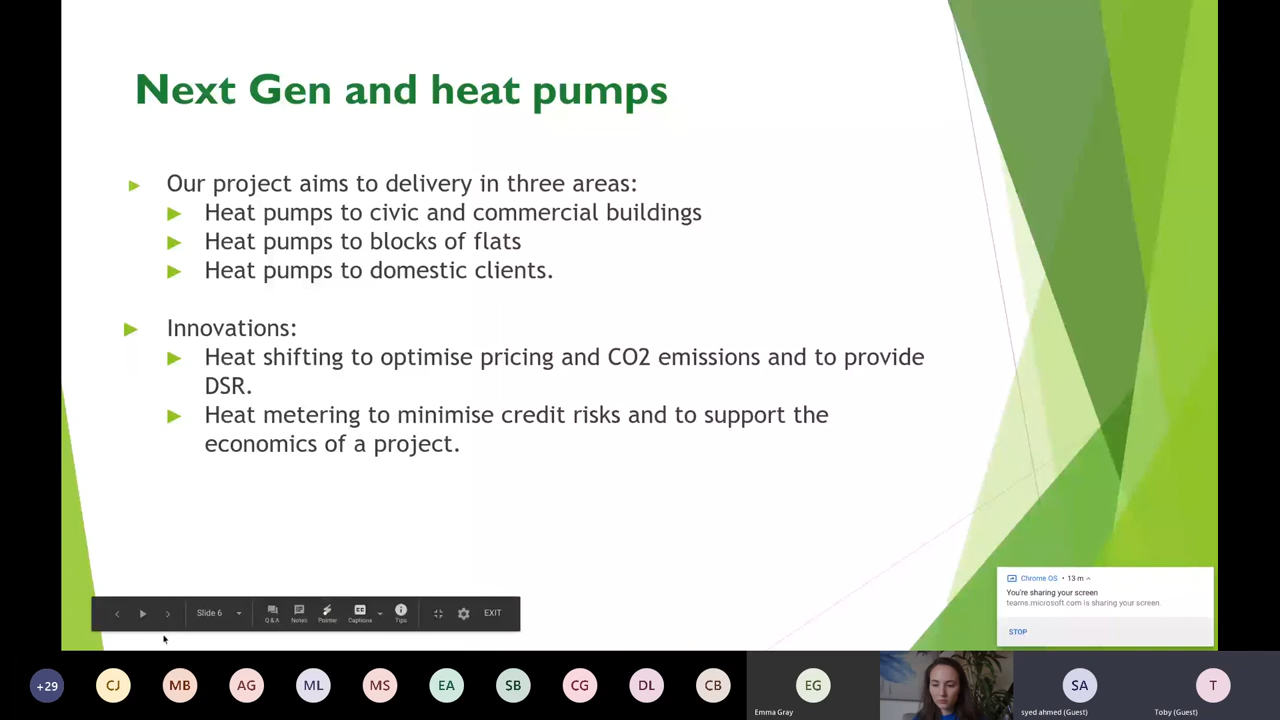 Next Gen and heat pumps
Our project aims to delivery in three areas:
Heat pumps to civic and commercial buildings
Heat pumps to blocks of flats
Heat pumps to domestic clients.
Innovations:
Heat shifting to optimise pricing and CO2 emissions and to provide
DSR.
Heat metering to minimise credit risks and to support the
economics of a project.
Chrome OS • 13 m
You're sharing your screen
teams.microsoft.com is sharing your screen.
STOP
Slide 6
Q&A
Notes
Pointer
CC
Captions
Tips
EXIT
+29
CJ
MB
AG
ML
MS
EA
SB
CG
DL
CB
EG
Emma Gray
SA
syed ahmed (Guest)
T
Toby (Guest)